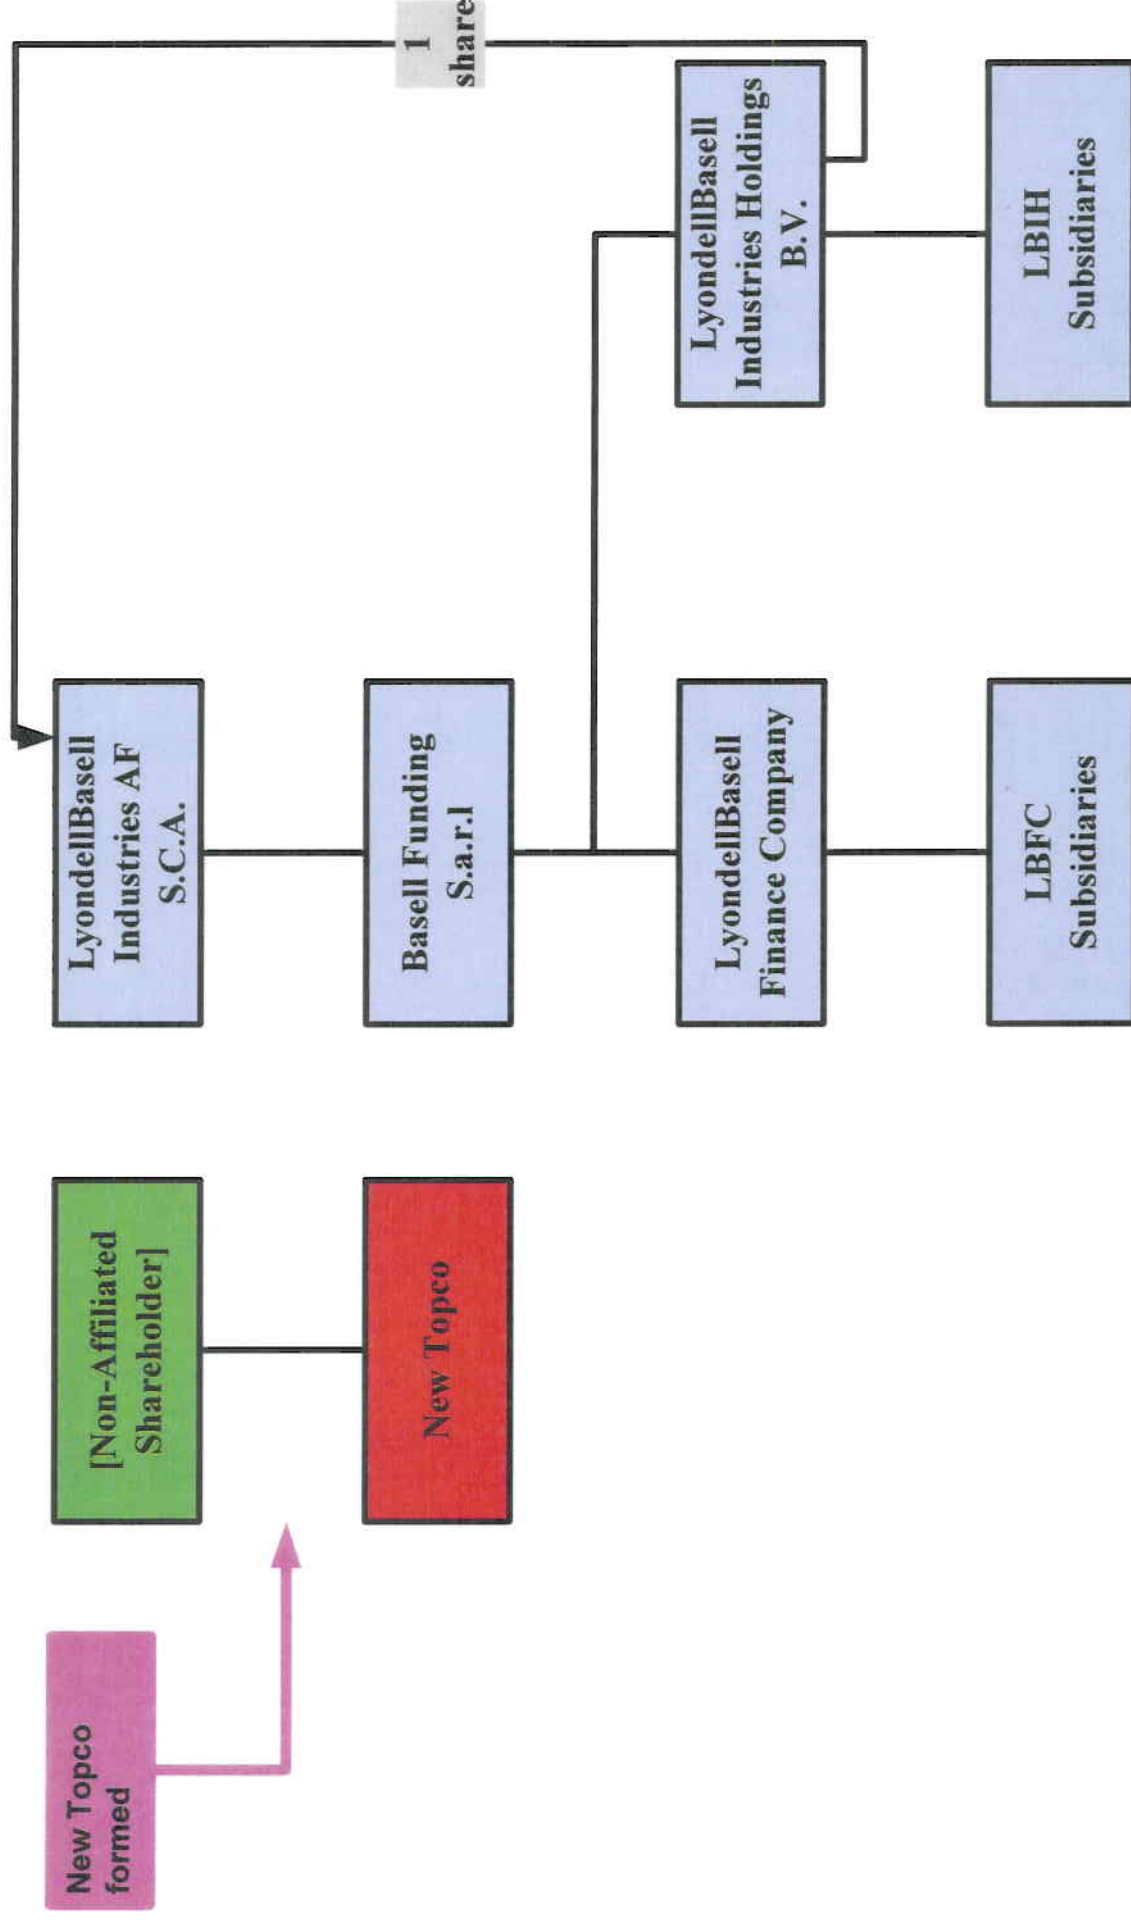 New Topco
formed
[Non-Affiliated
Shareholder]
New Topco
LyondellBasell
Industries AF
S.C.A.
Basell Funding
S.a.r.l
LyondellBasell
Finance Company
LBFC
Subsidiaries
1
share
LyondellBasell
Industries Holdings
B.V.
LBIH
Subsidiaries